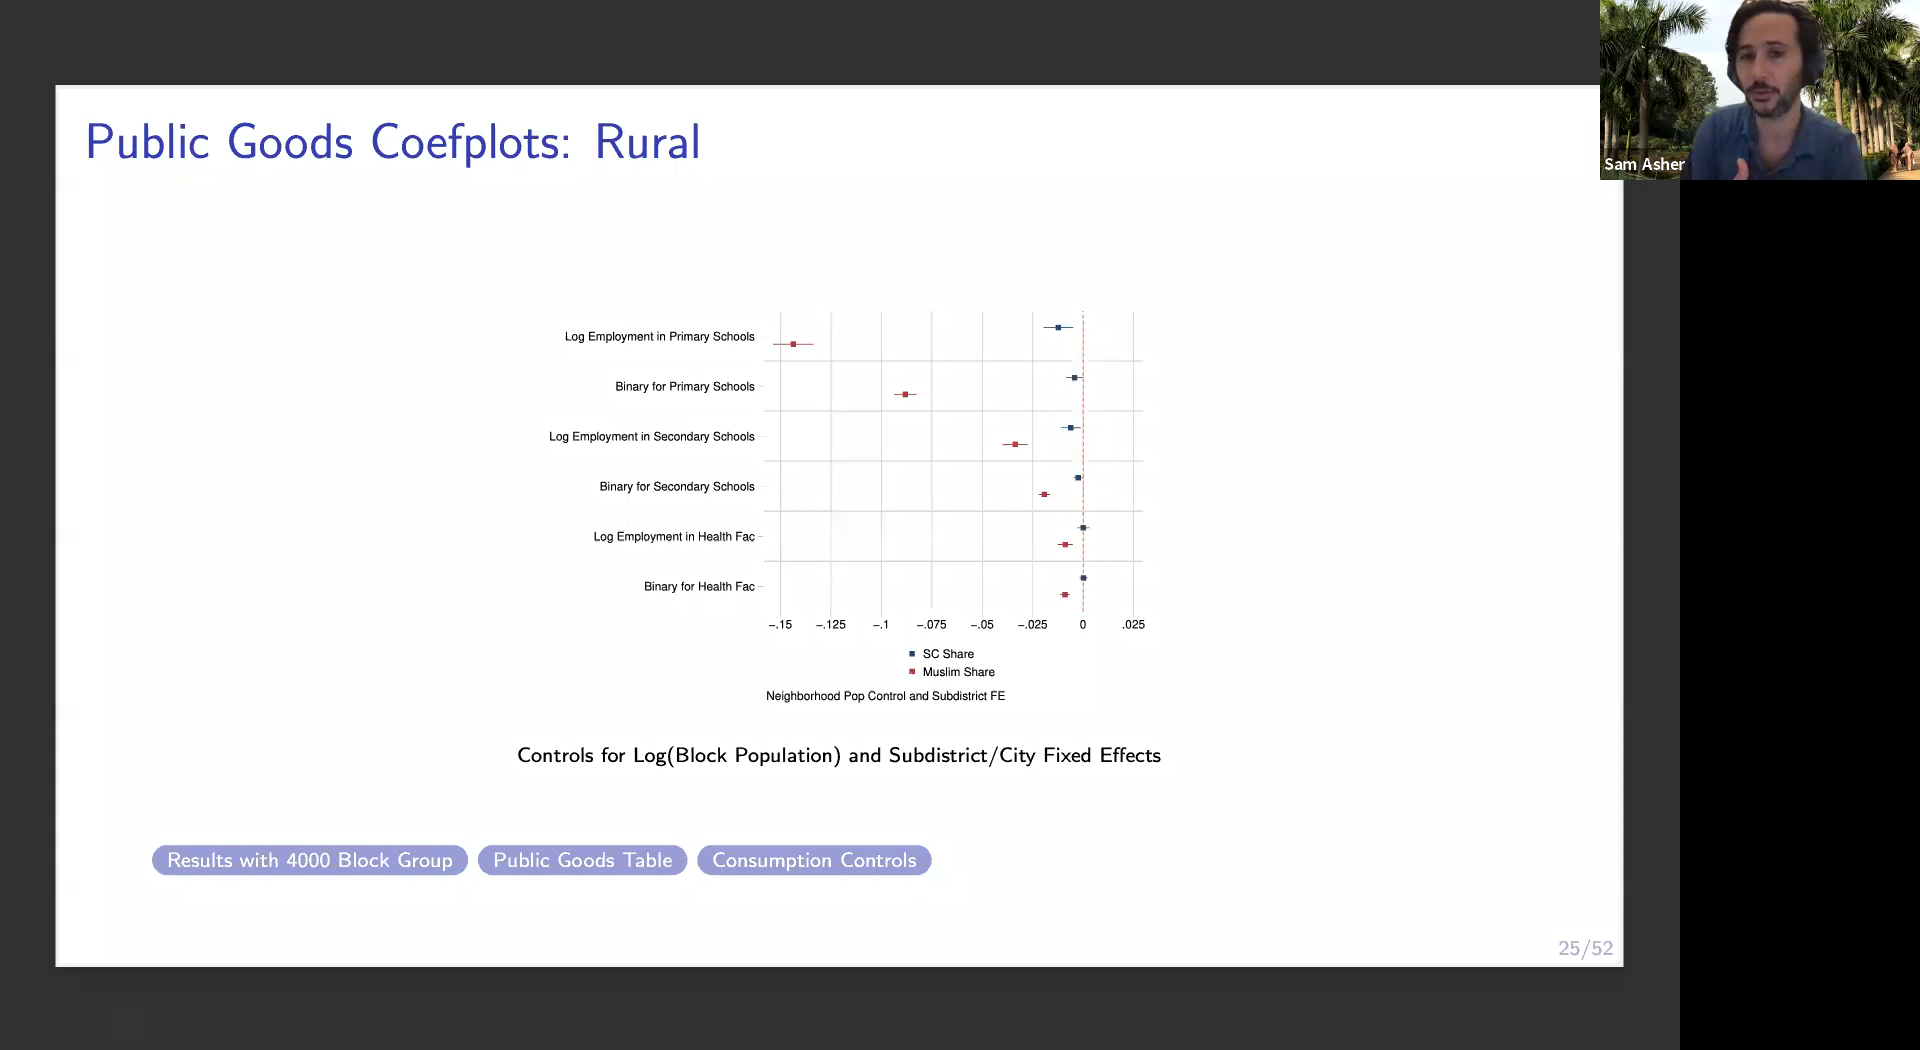 Public Goods Coefplots: Rural
Sam Asher
Log Employment in Primary Schools
Binary for Primary Schools
Log Employment in Secondary Schools
Binary for Secondary Schools
Log Employment in Health Fac
Binary for Health Fac
−.15 −.125 −.1 −.075 −.05 −.025 0 .025
SC Share
Muslim Share
Neighborhood Pop Control and Subdistrict FE
Controls for Log(Block Population) and Subdistrict/City Fixed Effects
Results with 4000 Block Group Public Goods Table Consumption Controls
25/52